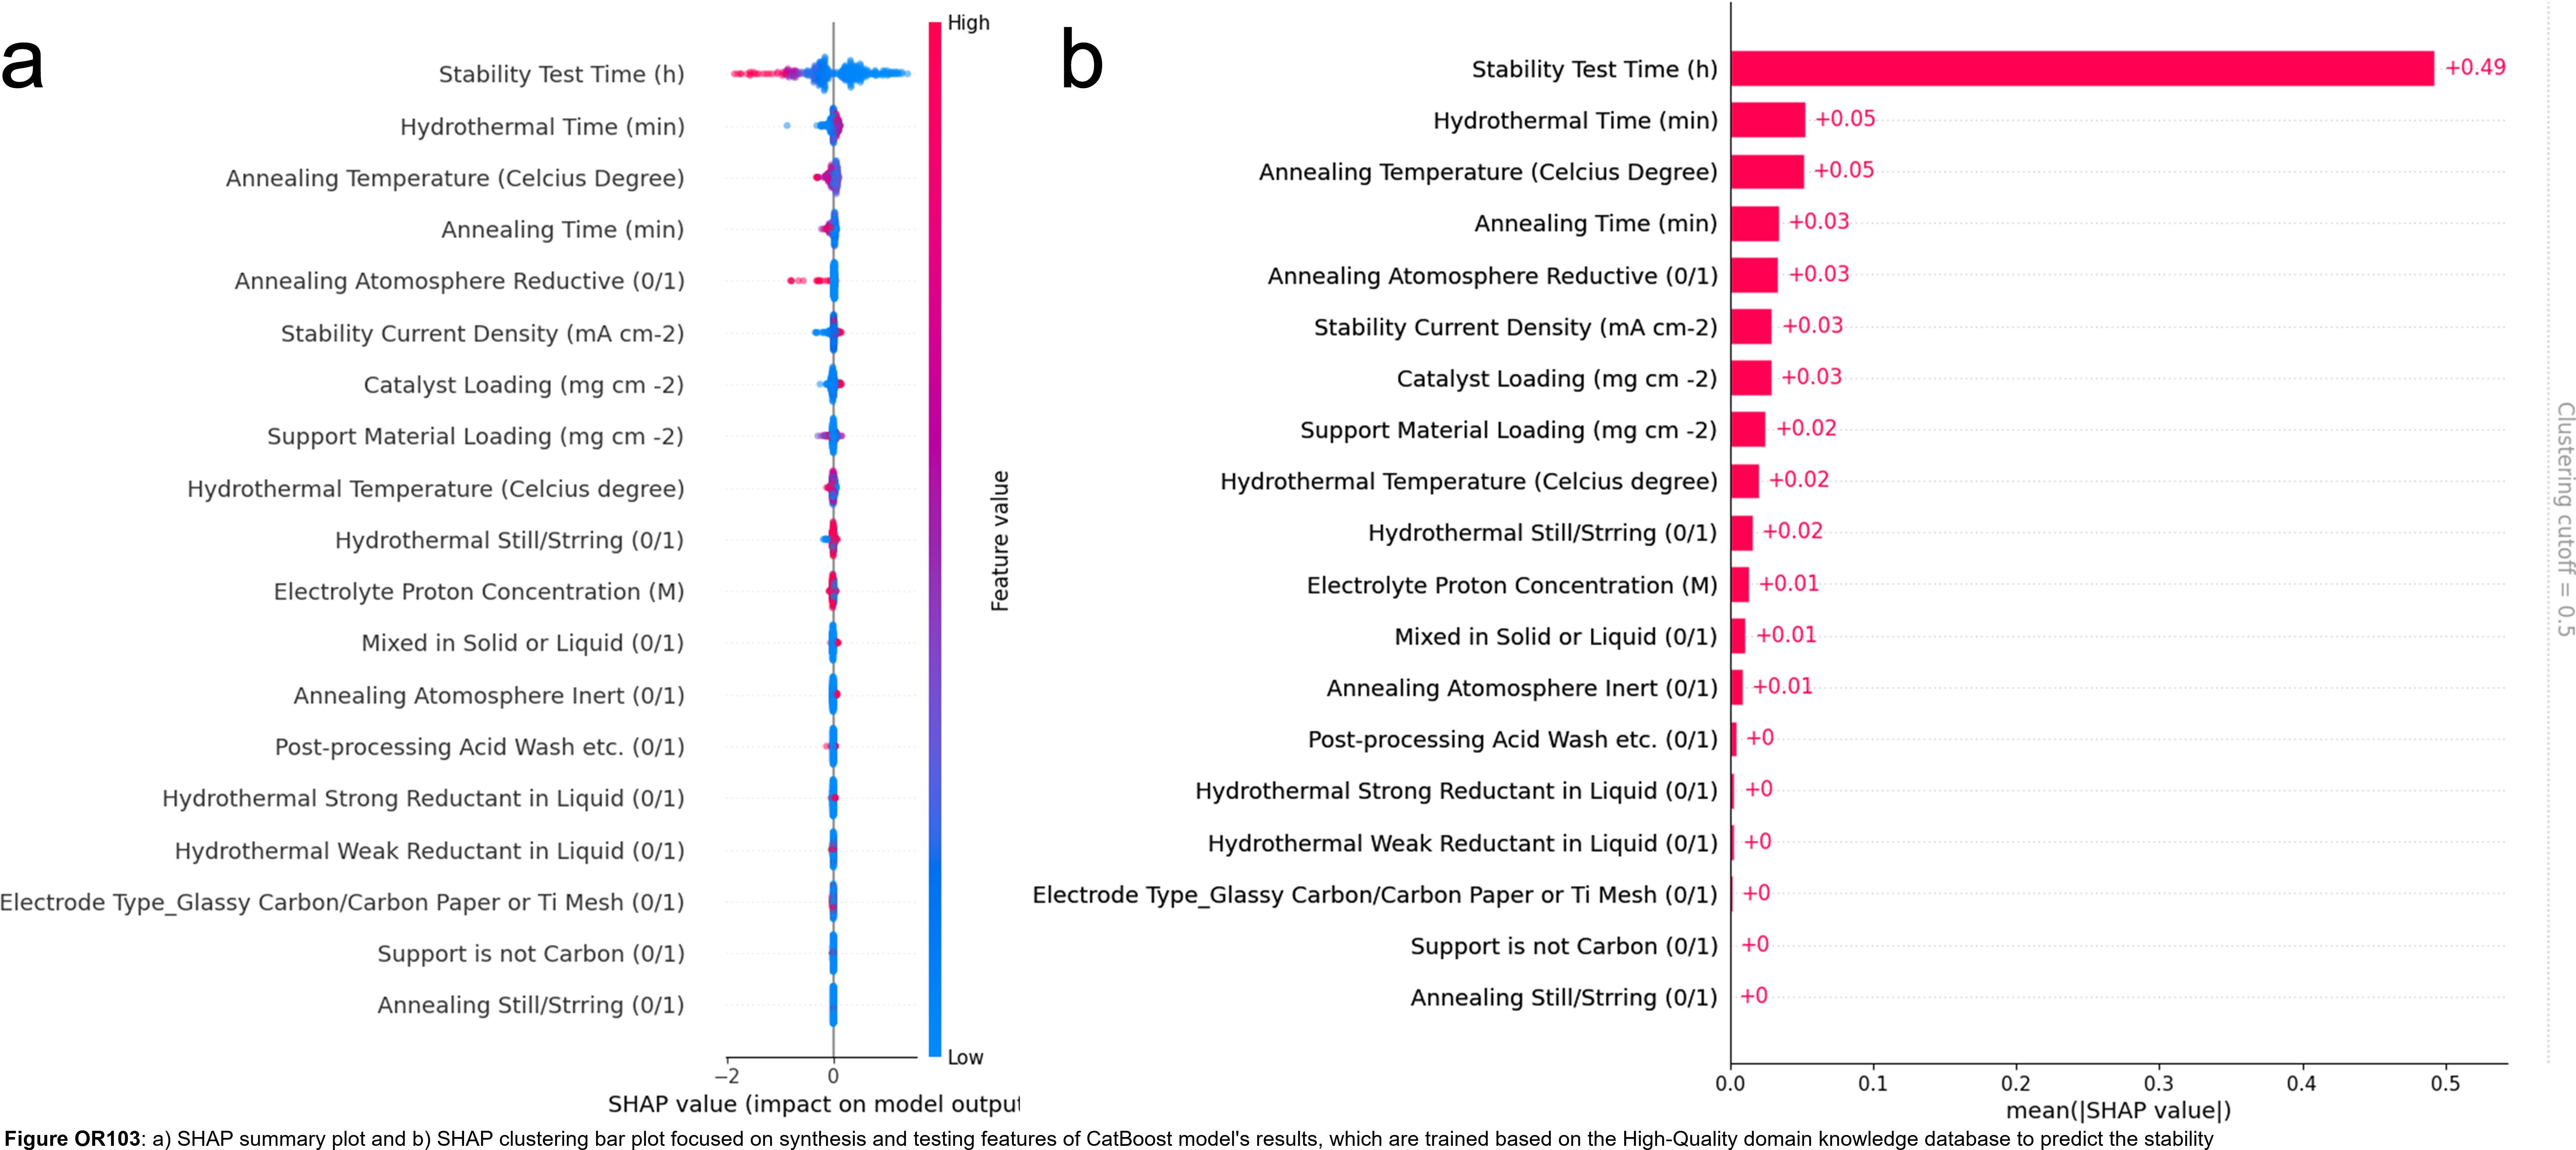 a
High
Stability Test Time (h)
Hydrothermal Time (min)
Annealing Temperature (Celcius Degree)
Annealing Time (min)
Annealing Atomosphere Reductive (0/1)
Stability Current Density (mA cm-2)
Catalyst Loading (mg cm -2)
Support Material Loading (mg cm -2)
Hydrothermal Temperature (Celcius degree)
Hydrothermal Still/Strring (0/1)
Electrolyte Proton Concentration (M)
Mixed in Solid or Liquid (0/1)
Annealing Atomosphere Inert (0/1)
Post-processing Acid Wash etc. (0/1)
Hydrothermal Strong Reductant in Liquid (0/1)
Hydrothermal Weak Reductant in Liquid (0/1)
Electrode Type_Glassy Carbon/Carbon Paper or Ti Mesh (0/1)
Support is not Carbon (0/1)
Annealing Still/Strring (0/1)
Feature value
Low
−2 0
SHAP value (impact on model output
b
Stability Test Time (h) +0.49
Hydrothermal Time (min) +0.05
Annealing Temperature (Celcius Degree) +0.05
Annealing Time (min) +0.03
Annealing Atomosphere Reductive (0/1) +0.03
Stability Current Density (mA cm-2) +0.03
Catalyst Loading (mg cm -2) +0.03
Support Material Loading (mg cm -2) +0.02
Hydrothermal Temperature (Celcius degree) +0.02
Hydrothermal Still/Strring (0/1) +0.02
Electrolyte Proton Concentration (M) +0.01
Mixed in Solid or Liquid (0/1) +0.01
Annealing Atomosphere Inert (0/1) +0.01
Post-processing Acid Wash etc. (0/1) +0
Hydrothermal Strong Reductant in Liquid (0/1) +0
Hydrothermal Weak Reductant in Liquid (0/1) +0
Electrode Type_Glassy Carbon/Carbon Paper or Ti Mesh (0/1) +0
Support is not Carbon (0/1) +0
Annealing Still/Strring (0/1) +0
Clustering cutoff = 0.5
0.0 0.1 0.2 0.3 0.4 0.5
mean(|SHAP value|)
Figure OR103: a) SHAP summary plot and b) SHAP clustering bar plot focused on synthesis and testing features of CatBoost model's results, which are trained based on the High-Quality domain knowledge database to predict the stability